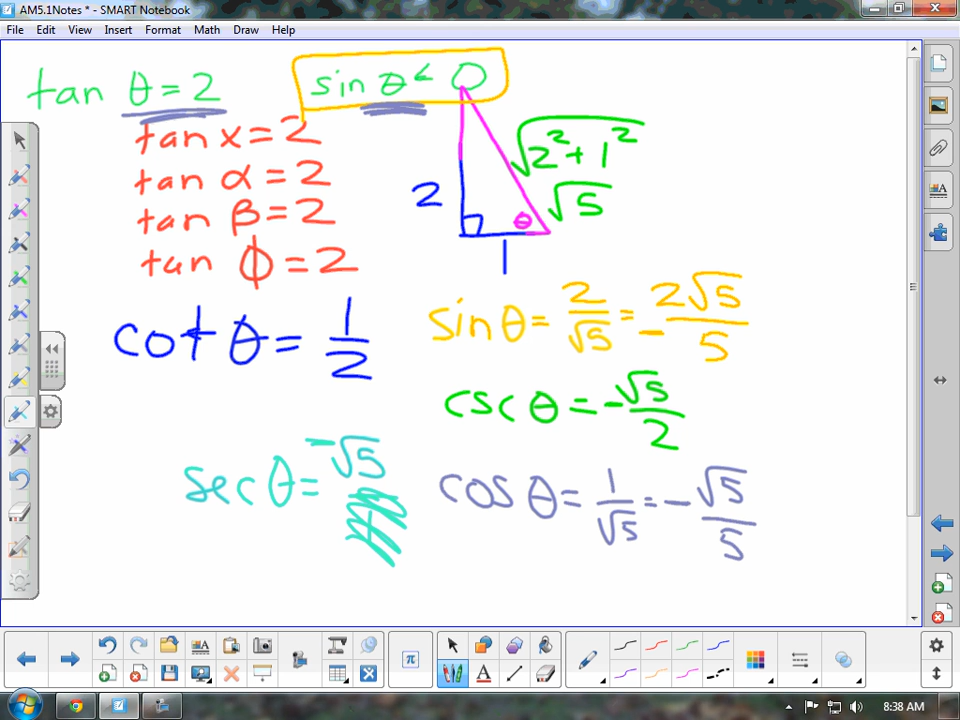 AM5.1Notes * - SMART Notebook
File Edit View Insert Format Math Draw Help
tan θ = 2
sin θ < 0
tan x = 2
tan α = 2
tan β = 2
tan ϕ = 2
2
1
θ
√2² + 1²
√5
cot θ = 1/2
sin θ = 2/√5 = -2√5/5
csc θ = -√5/2
sec θ = -√5
cos θ = 1/√5 = -√5/5
π
A
8:38 AM